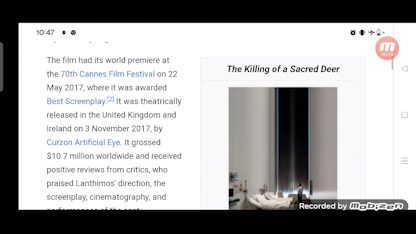 10:47
The film had its world premiere at
the 70th Cannes Film Festival on 22
May 2017, where it was awarded
Best Screenplay.[2] It was theatrically
released in the United Kingdom and
Ireland on 3 November 2017, by
Curzon Artificial Eye. It grossed
$10.7 million worldwide and received
positive reviews from critics, who
praised Lanthimos' direction, the
screenplay, cinematography, and
The Killing of a Sacred Deer
Recorded by Mobizen